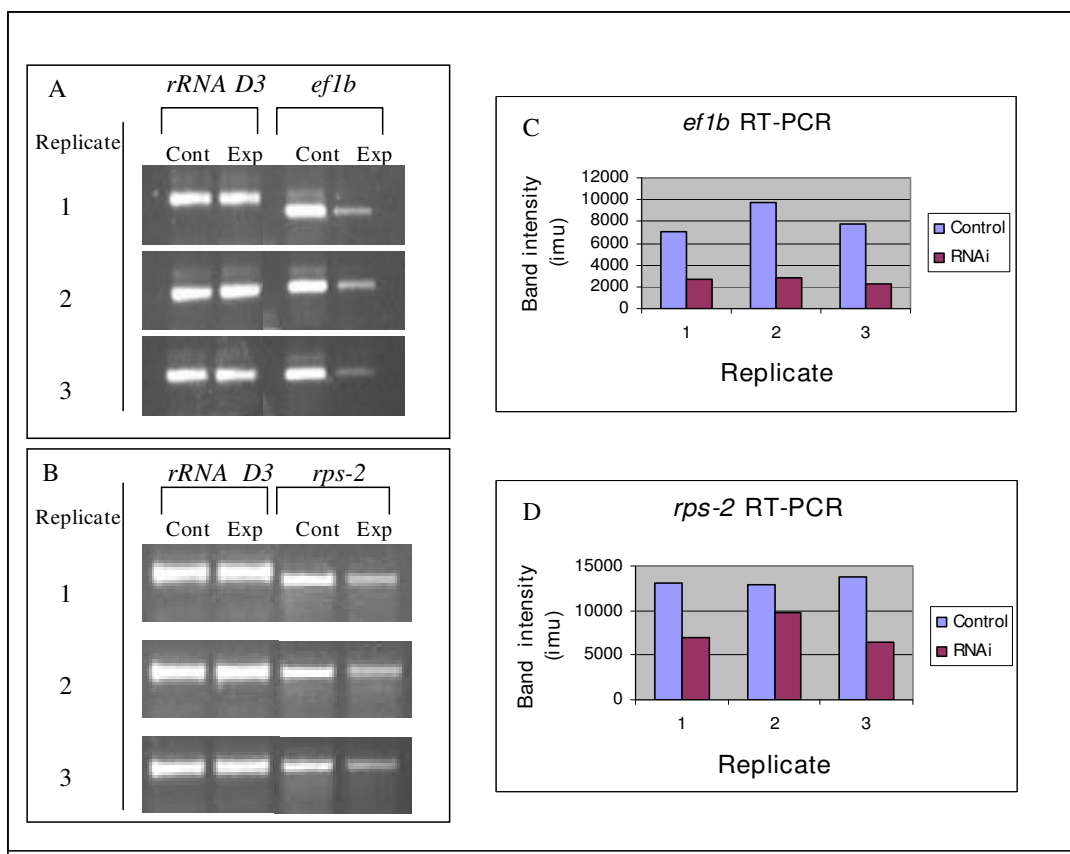 A
rRNA D3 ef1b
Replicate
Cont Exp Cont Exp
1
2
3
B
rRNA D3 rps-2
Replicate
Cont Exp Cont Exp
1
2
3
C
ef1b RT-PCR
Band intensity
(imu)
12000
10000
8000
6000
4000
2000
0
1 2 3
Replicate
Control
RNAi
D
rps-2 RT-PCR
Band intensity
(imu)
15000
10000
5000
0
1 2 3
Replicate
Control
RNAi